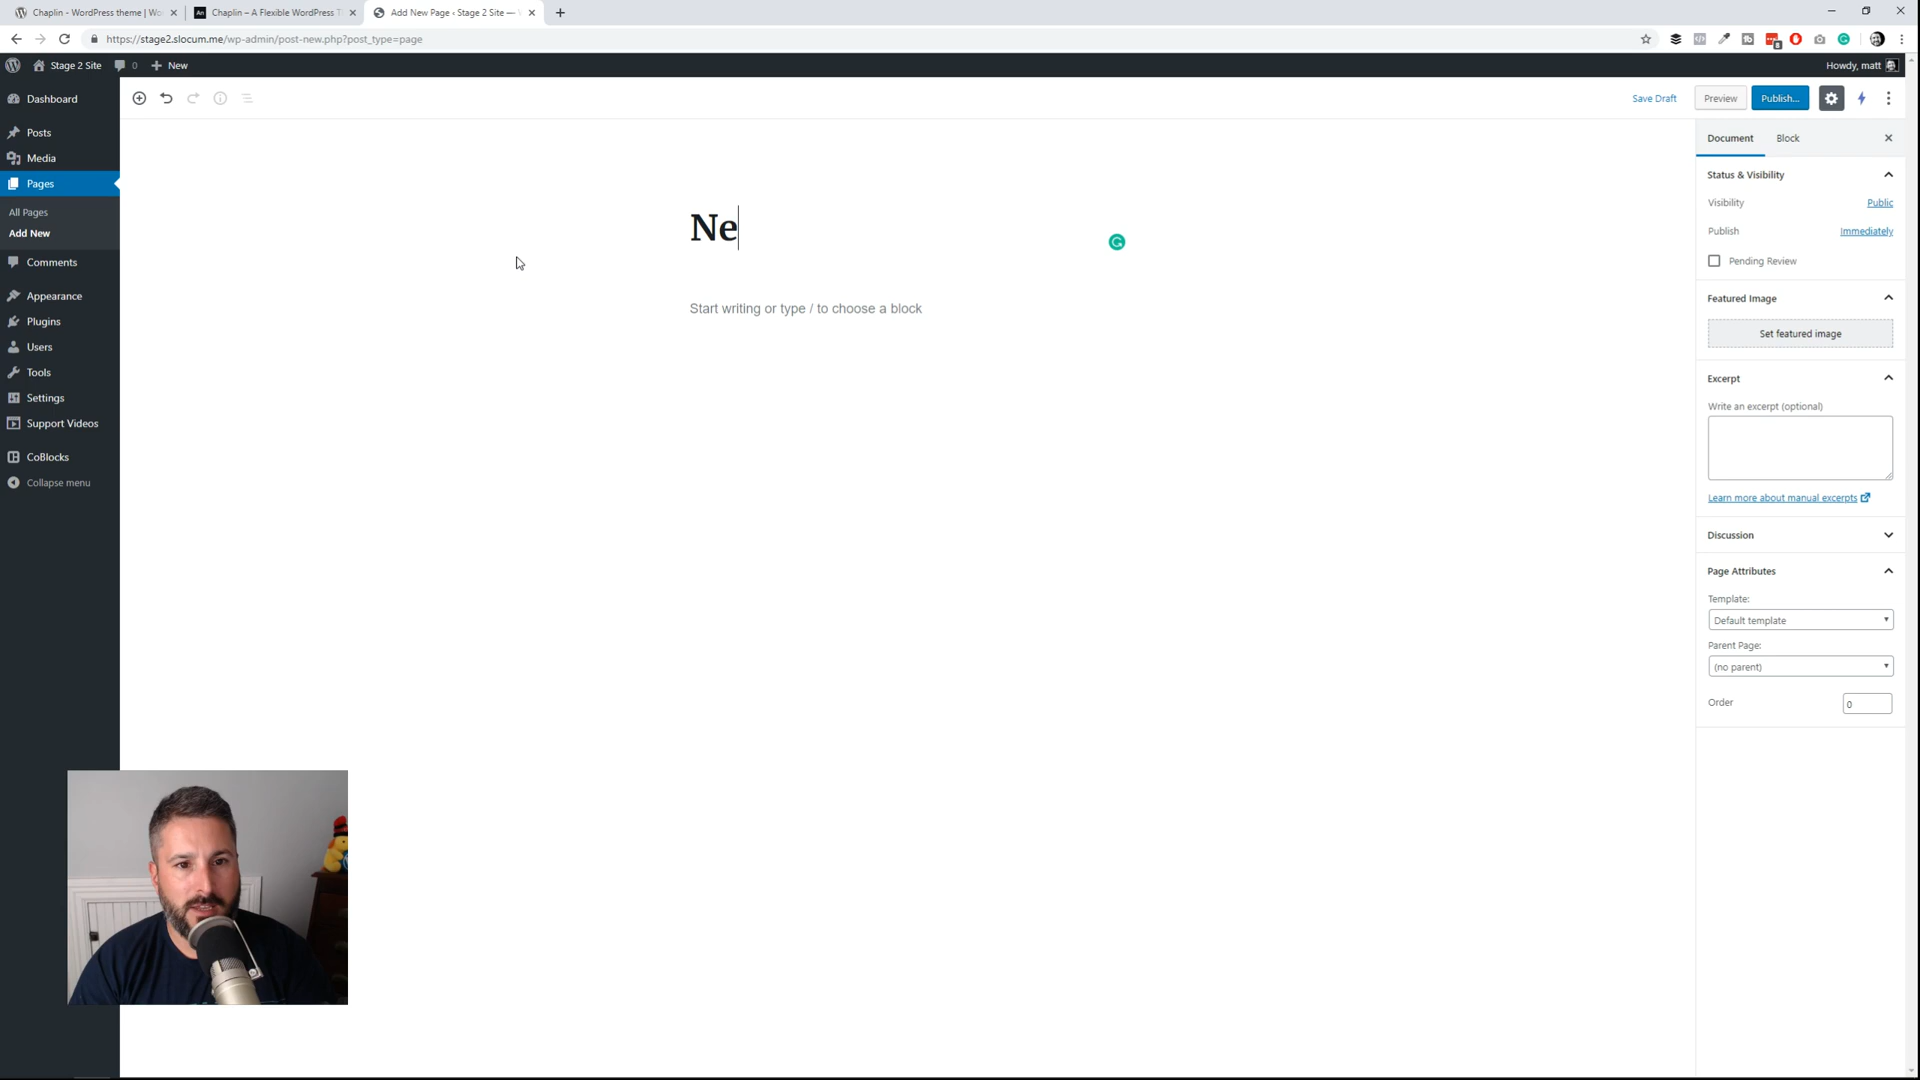 Chaplin - WordPress theme | Wo
Chaplin – A Flexible WordPress T
Add New Page ‹ Stage 2 Site —
https://stage2.slocum.me/wp-admin/post-new.php?post_type=page
Stage 2 Site
0
New
Howdy, matt
Dashboard
Posts
Media
Pages
All Pages
Add New
Comments
Appearance
Plugins
Users
Tools
Settings
Support Videos
CoBlocks
Collapse menu
Save Draft
Preview
Publish...
Ne
Start writing or type / to choose a block
Document
Block
Status & Visibility
Visibility
Public
Publish
Immediately
Pending Review
Featured Image
Set featured image
Excerpt
Write an excerpt (optional)
Learn more about manual excerpts
Discussion
Page Attributes
Template:
Default template
Parent Page:
(no parent)
Order
0